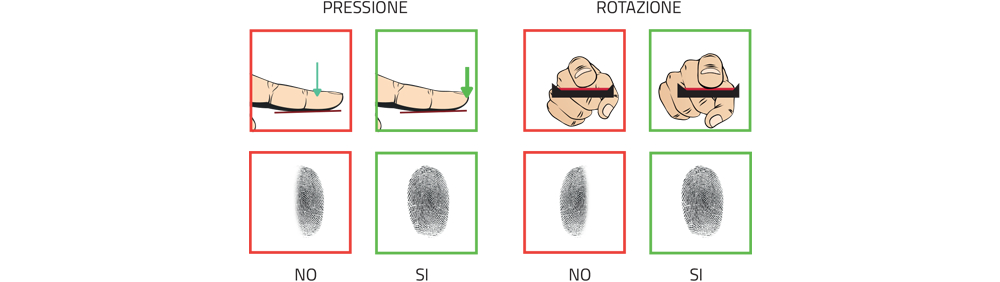 PRESSIONE
ROTAZIONE
NO
SI
NO
SI